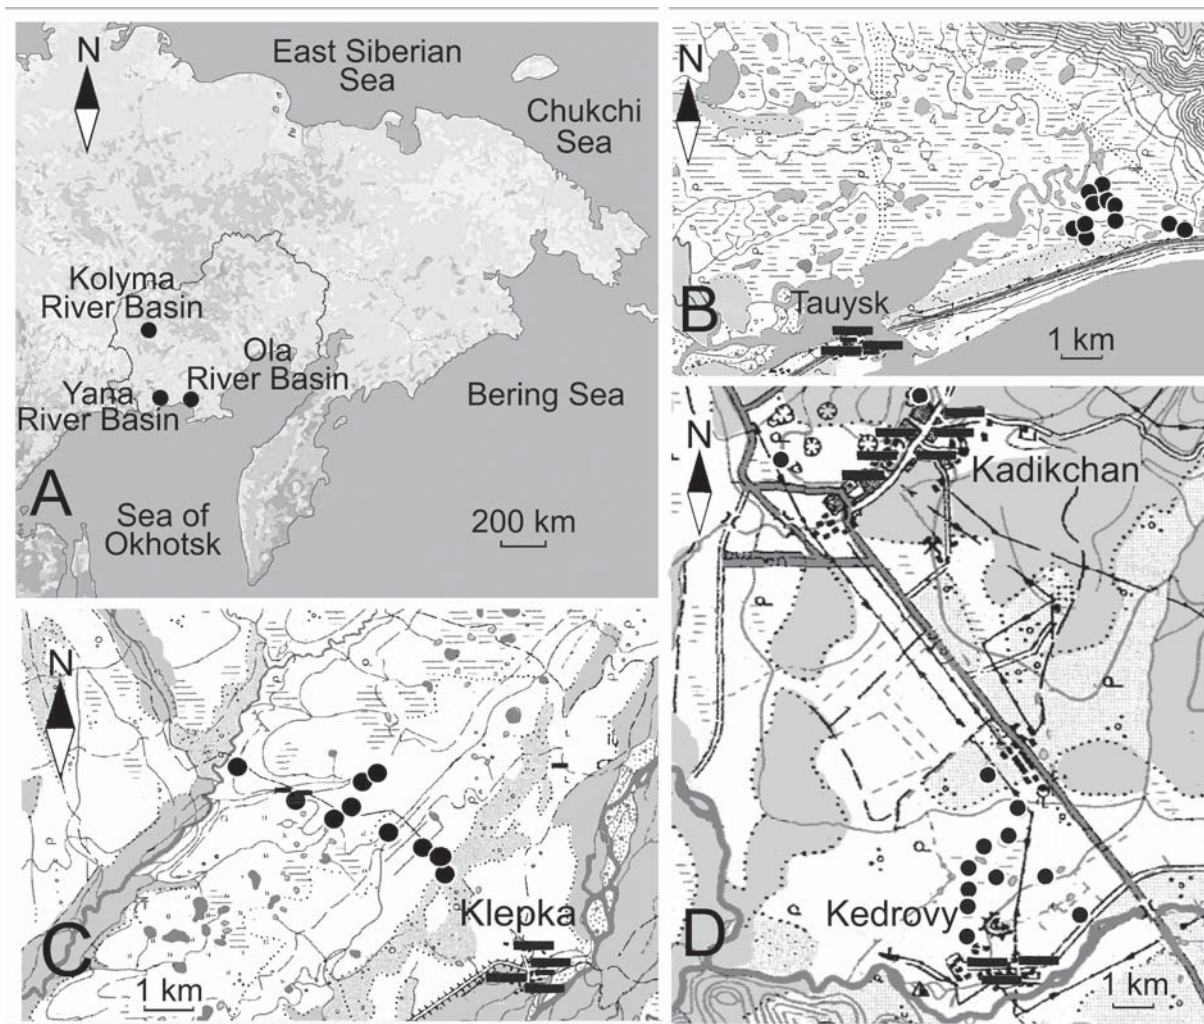 N
East Siberian
Sea
Chukchi
Sea
Kolyma
River Basin
Ola
River Basin
Yana
River Basin
Bering Sea
A
Sea of
Okhotsk
200 km
N
B
Tauysk
1 km
N
C
Klepka
1 km
N
Kadikchan
D
Kedrovy
1 km